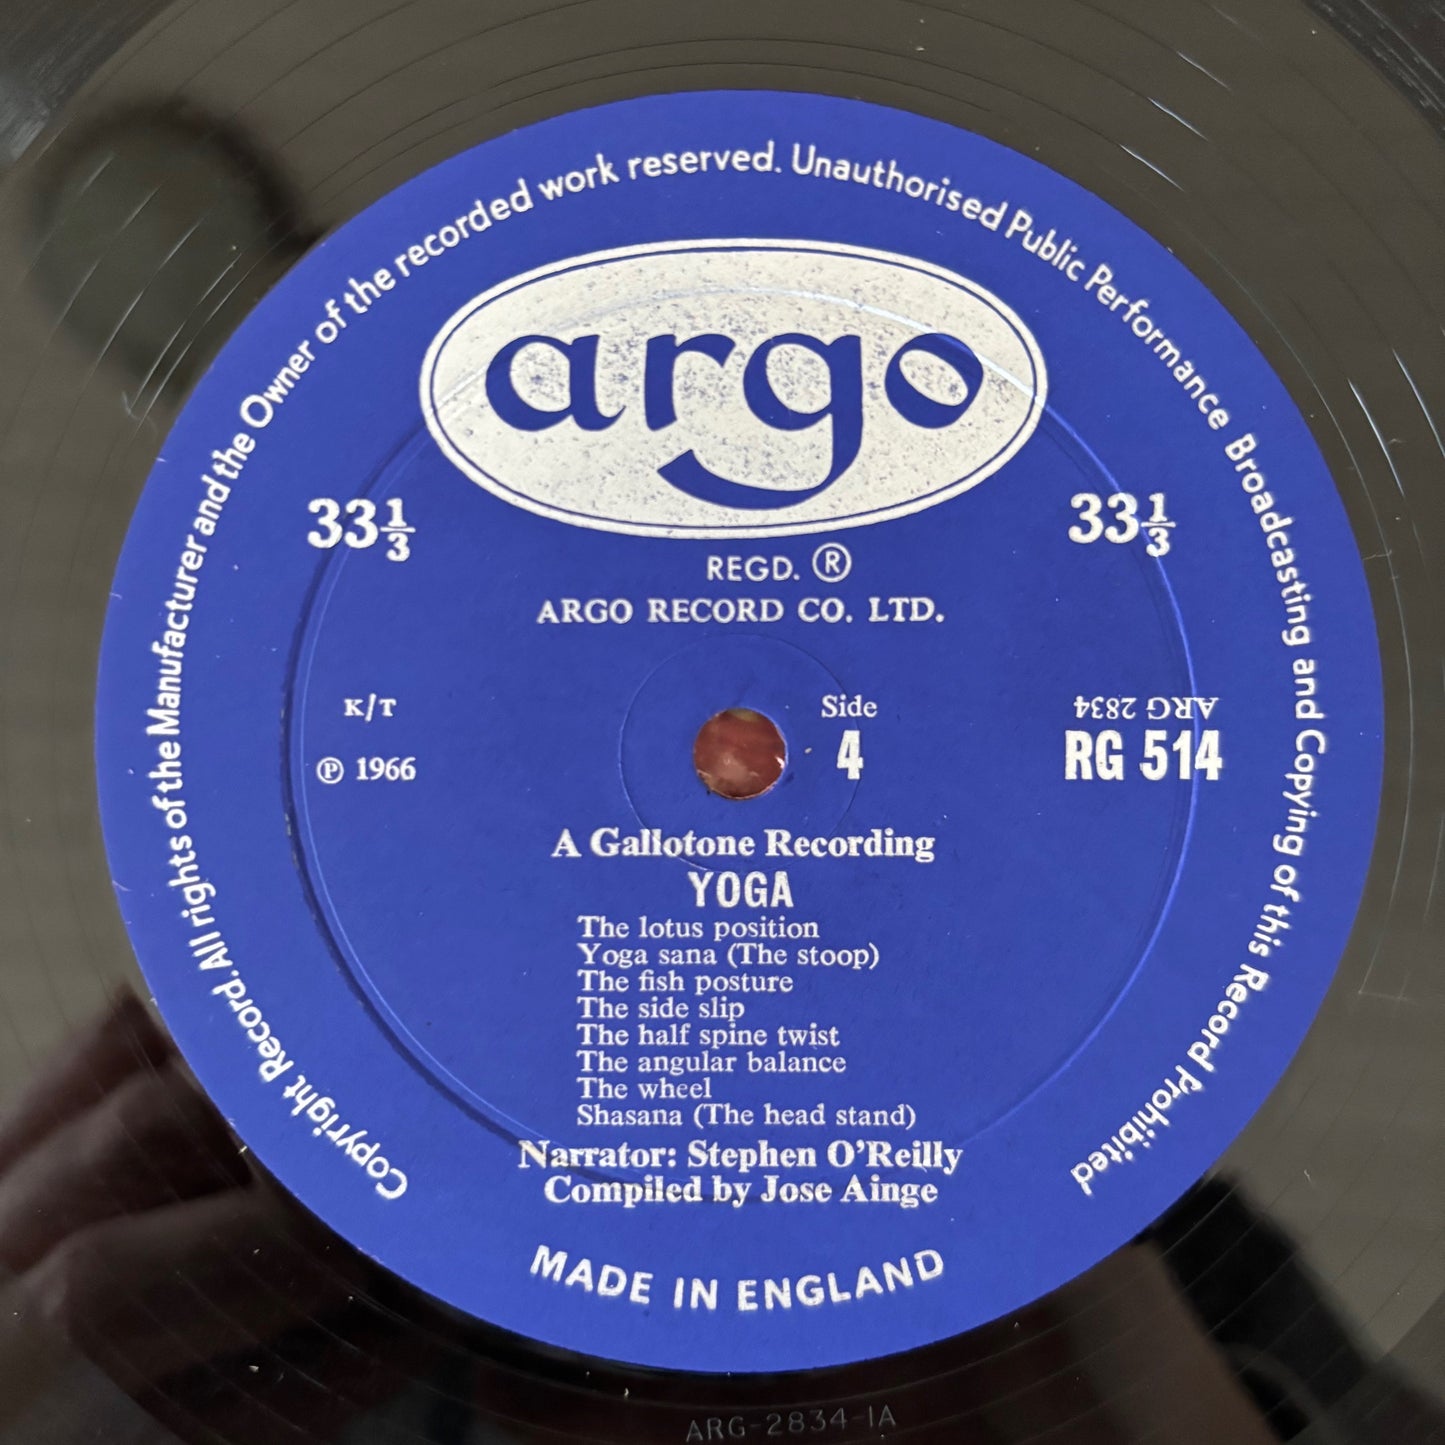 Copyright Record. All rights of the Manufacturer and the Owner of the recorded work reserved. Unauthorised Public Performance Broadcasting and Copying of this Record Prohibited
argo
33⅓
33⅓
REGD. ®
ARGO RECORD CO. LTD.
K/T
Side
ARG 2834
℗ 1966
4
RG 514
A Gallotone Recording
YOGA
The lotus position
Yoga sana (The stoop)
The fish posture
The side slip
The half spine twist
The angular balance
The wheel
Shasana (The head stand)
Narrator: Stephen O'Reilly
Compiled by Jose Ainge
MADE IN ENGLAND
ARG-2834-1A